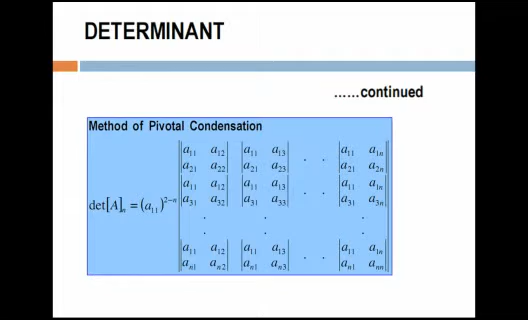 DETERMINANT
......continued
Method of Pivotal Condensation
a11 a12 a11 a13 . . a11 a1n
a21 a22 a21 a23 a21 a2n
a11 a12 a11 a13 . . a11 a1n
a31 a32 a31 a33 a31 a3n
det[A]n = (a11)^2-n
. . .
. . .
a11 a12 a11 a13 . . a11 a1n
an1 an2 an1 an3 an1 ann